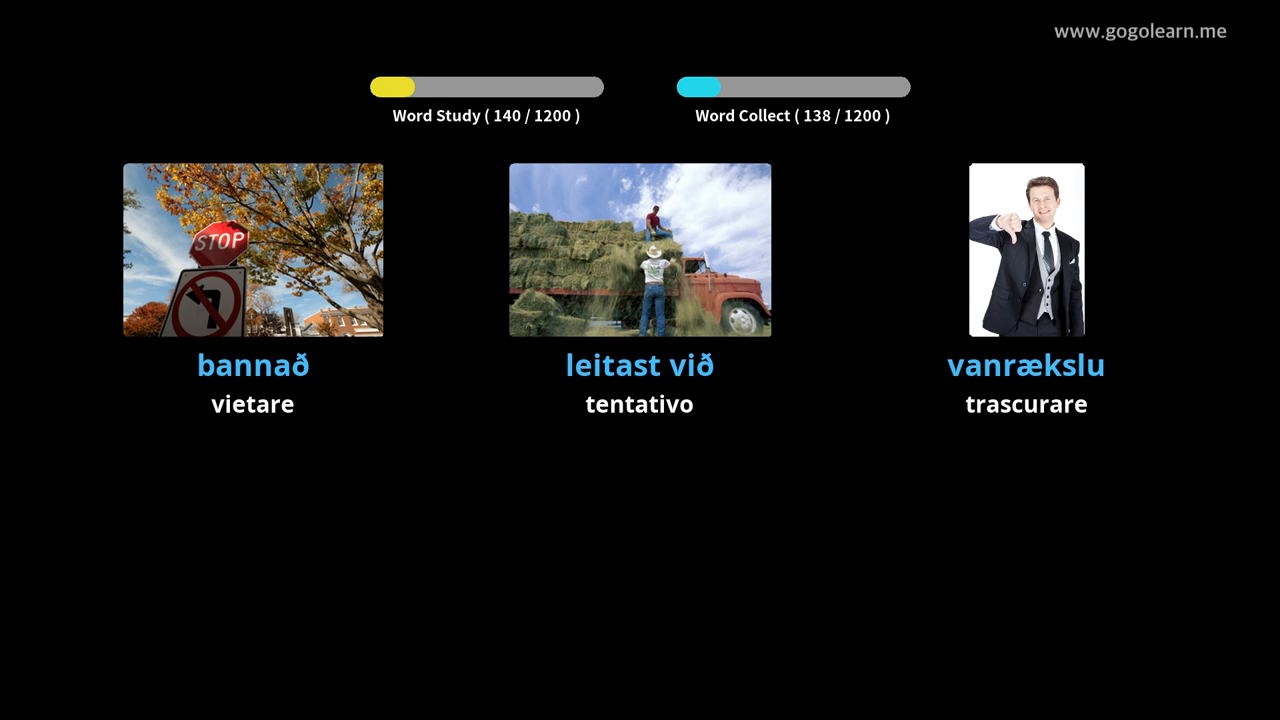 www.gogolearn.me
Word Study ( 140 / 1200 )
Word Collect ( 138 / 1200 )
STOP
bannað
leitast við
vanrækslu
vietare
tentativo
trascurare